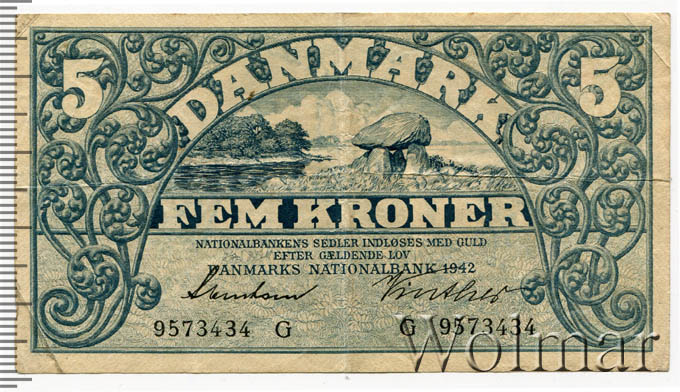 5 DANMARK 5
FEM KRONER
NATIONALBANKENS SEDLER INDLØSES MED GULD
EFTER GÆLDENDE LOV
DANMARKS NATIONALBANK 1942
9573434 G G 9573434
Wolmar